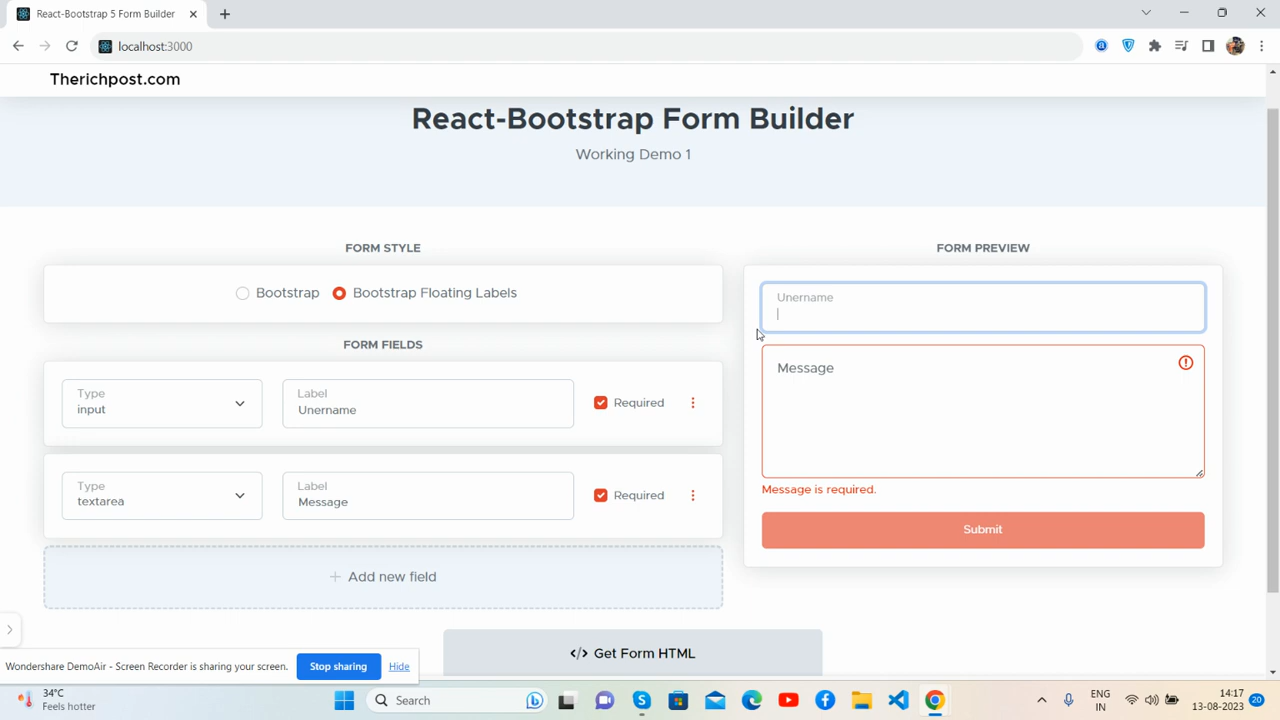 React-Bootstrap 5 Form Builder
localhost:3000
Therichpost.com
React-Bootstrap Form Builder
Working Demo 1
FORM STYLE
Bootstrap
Bootstrap Floating Labels
FORM FIELDS
Type
input
Label
Unername
Required
Type
textarea
Label
Message
Required
Add new field
FORM PREVIEW
Unername
Message
Message is required.
Submit
</> Get Form HTML
Wondershare DemoAir - Screen Recorder is sharing your screen.
Stop sharing
Hide
34°C
Feels hotter
Search
ENG
IN
14:17
13-08-2023
20